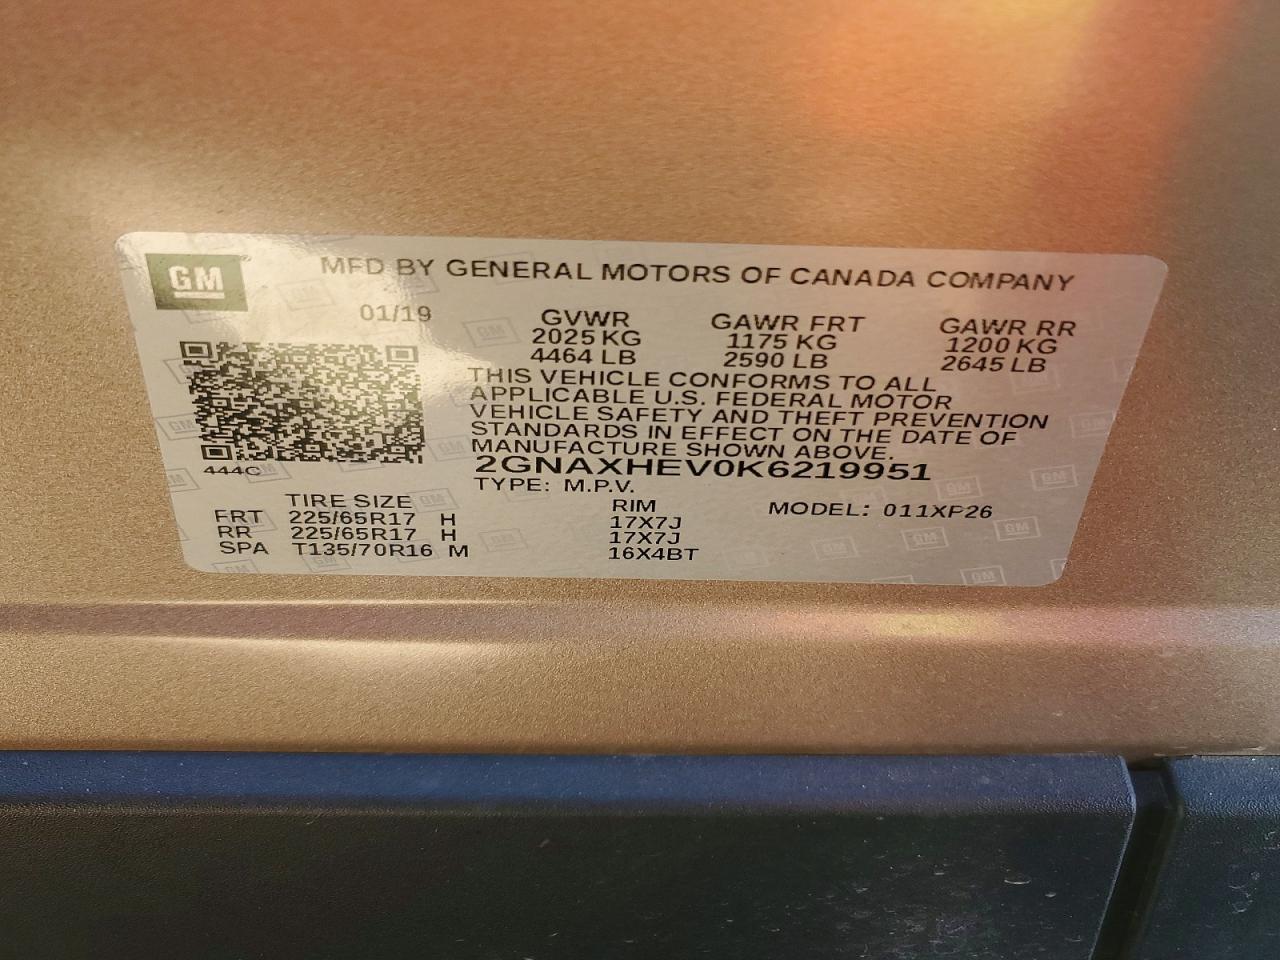 GM
MFD BY GENERAL MOTORS OF CANADA COMPANY
01/19 GVWR GAWR FRT GAWR RR
2025 KG 1175 KG 1200 KG
4464 LB 2590 LB 2645 LB
THIS VEHICLE CONFORMS TO ALL
APPLICABLE U.S. FEDERAL MOTOR
VEHICLE SAFETY AND THEFT PREVENTION
STANDARDS IN EFFECT ON THE DATE OF
MANUFACTURE SHOWN ABOVE.
444C 2GNAXHEV0K6219951
TYPE: M.P.V.
TIRE SIZE RIM MODEL: 011XP26
FRT 225/65R17 H 17X7J
RR 225/65R17 H 17X7J
SPA T135/70R16 M 16X4BT